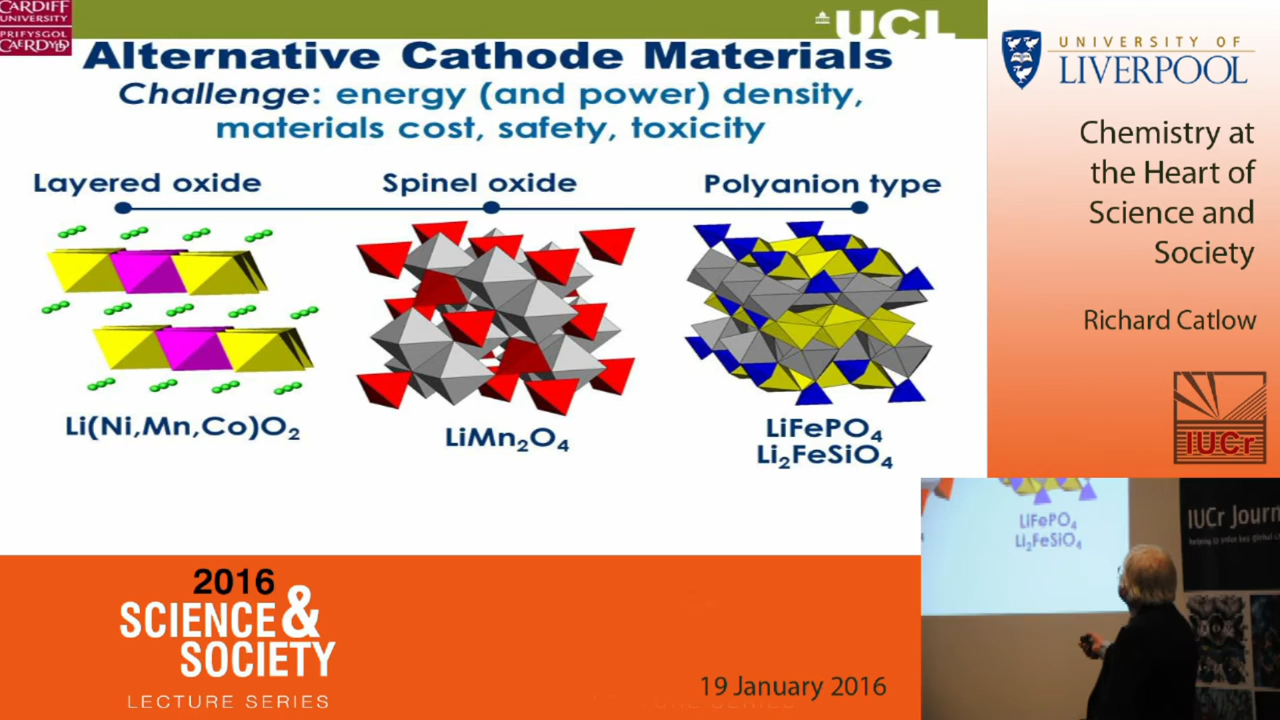 CARDIFF
UNIVERSITY
PRIFYSGOL
CAERDYDD
UCL
Alternative Cathode Materials
Challenge: energy (and power) density,
materials cost, safety, toxicity
Layered oxide
Spinel oxide
Polyanion type
Li(Ni,Mn,Co)O₂
LiMn₂O₄
LiFePO₄
Li₂FeSiO₄
UNIVERSITY OF
LIVERPOOL
Chemistry at
the Heart of
Science and
Society
Richard Catlow
IUCr
LiFePO₄
Li₂FeSiO₄
IUCr Journ
2016
SCIENCE &
SOCIETY
LECTURE SERIES
19 January 2016